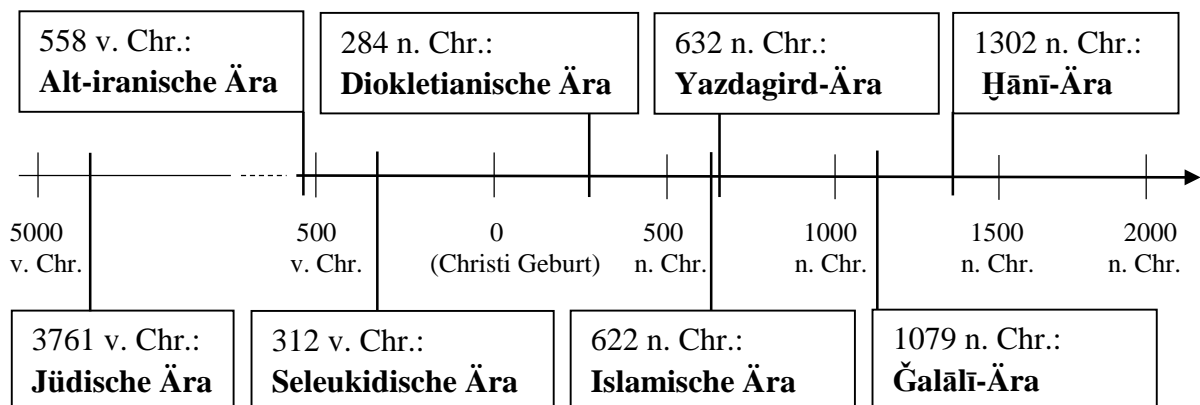 558 v. Chr.:
Alt-iranische Ära
284 n. Chr.:
Diokletianische Ära
632 n. Chr.:
Yazdagird-Ära
1302 n. Chr.:
Ḫānī-Ära
5000
v. Chr.
500
v. Chr.
0
(Christi Geburt)
500
n. Chr.
1000
n. Chr.
1500
n. Chr.
2000
n. Chr.
3761 v. Chr.:
Jüdische Ära
312 v. Chr.:
Seleukidische Ära
622 n. Chr.:
Islamische Ära
1079 n. Chr.:
Ǧalālī-Ära